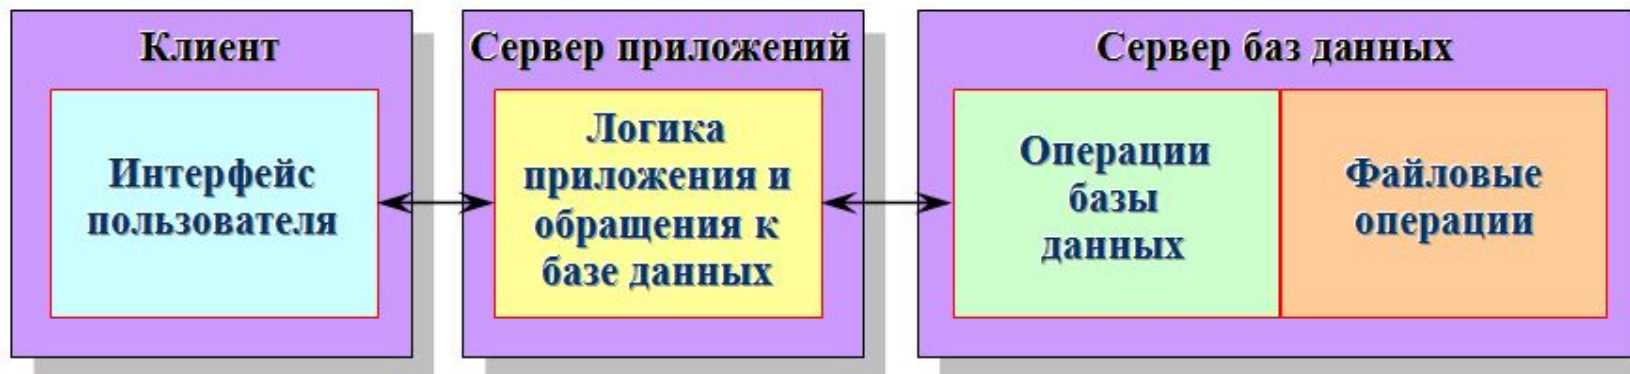 Клиент
Интерфейс
пользователя
Сервер приложений
Логика
приложения и
обращения к
базе данных
Сервер баз данных
Операции
базы
данных
Файловые
операции